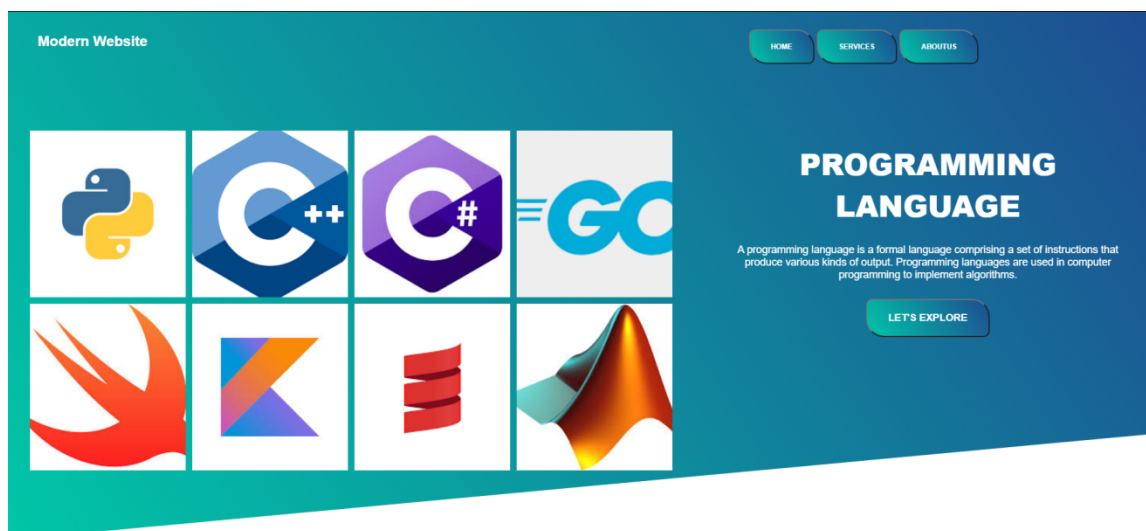 Modern Website
HOME
SERVICES
ABOUTUS
C++
C#
GO
PROGRAMMING
LANGUAGE
A programming language is a formal language comprising a set of instructions that
produce various kinds of output. Programming languages are used in computer
programming to implement algorithms.
LET'S EXPLORE